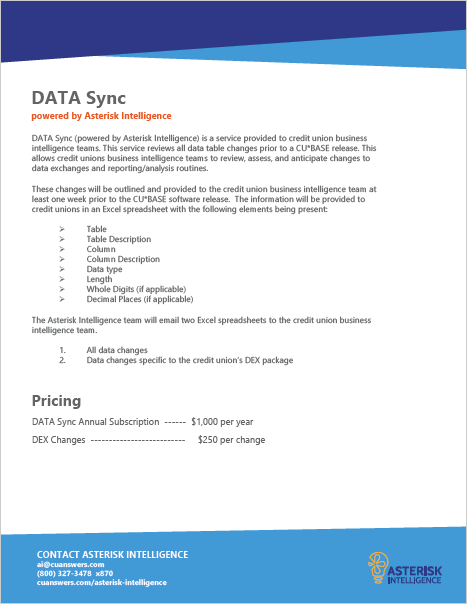 DATA Sync
powered by Asterisk Intelligence
DATA Sync (powered by Asterisk Intelligence) is a service provided to credit union business
intelligence teams. This service reviews all data table changes prior to a CU*BASE release. This
allows credit unions business intelligence teams to review, assess, and anticipate changes to
data exchanges and reporting/analysis routines.
These changes will be outlined and provided to the credit union business intelligence team at
least one week prior to the CU*BASE software release.  The information will be provided to
credit unions in an Excel spreadsheet with the following elements being present:
➢ Table
➢ Table Description
➢ Column
➢ Column Description
➢ Data type
➢ Length
➢ Whole Digits (if applicable)
➢ Decimal Places (if applicable)
The Asterisk Intelligence team will email two Excel spreadsheets to the credit union business
intelligence team.
1. All data changes
2. Data changes specific to the credit union's DEX package
Pricing
DATA Sync Annual Subscription ------ $1,000 per year
DEX Changes -------------------------- $250 per change
CONTACT ASTERISK INTELLIGENCE
ai@cuanswers.com
(800) 327-3478 x870
cuanswers.com/asterisk-intelligence
ASTERISK
INTELLIGENCE